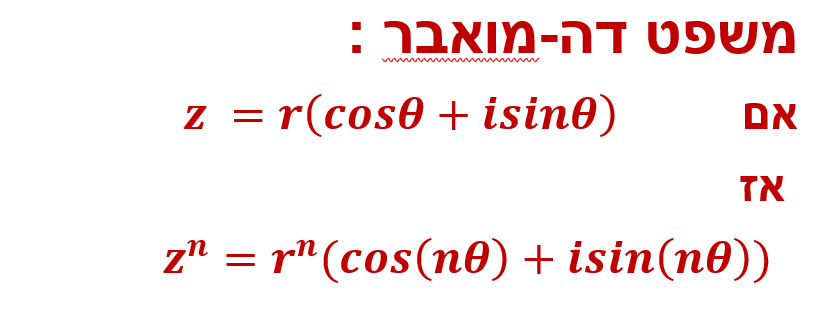 משפט דה-מואבר :
אם z = r(cosθ + isinθ)
אז
zⁿ = rⁿ(cos(nθ) + isin(nθ))